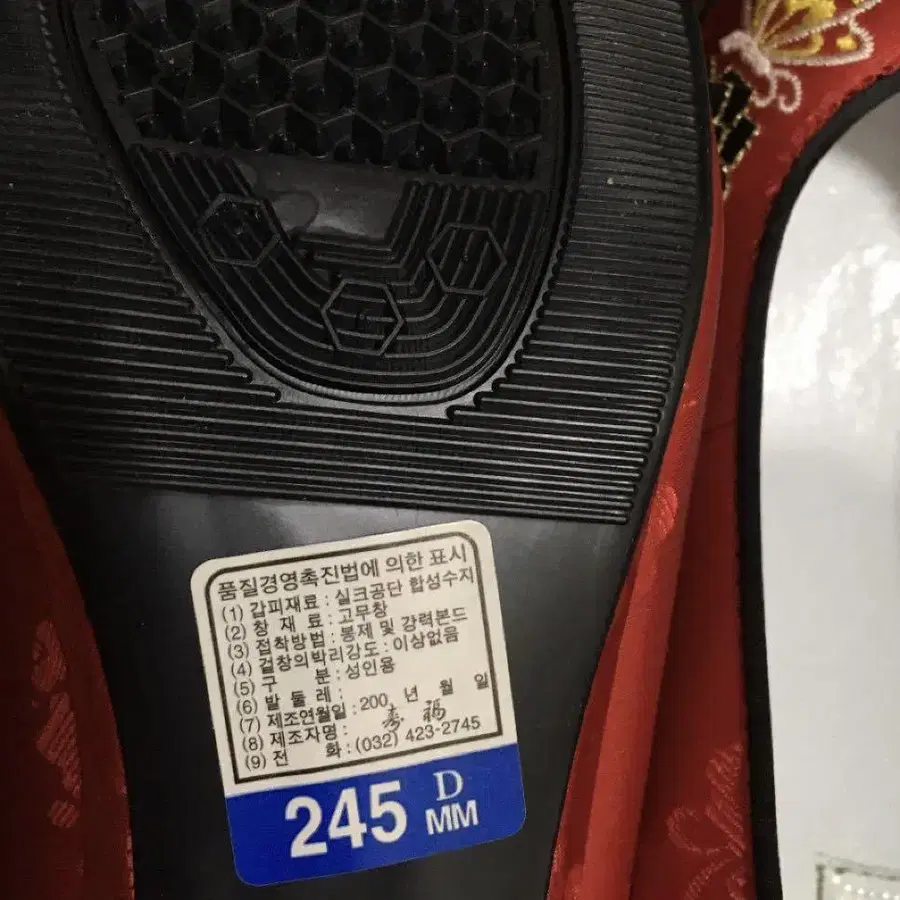 품질경영촉진법에 의한 표시
(1) 갑피재료 : 실크공단 합성수지
(2) 창 재 료 : 고무창
(3) 접착방법 : 봉제 및 강력본드
(4) 겉창의박리강도 : 이상없음
(5) 구 분 : 성인용
(6) 발 둘 레 :
(7) 제조연월일 : 200 년 월 일
(8) 제조자명 : 壽 福
(9) 전 화 : (032) 423-2745
245 D MM